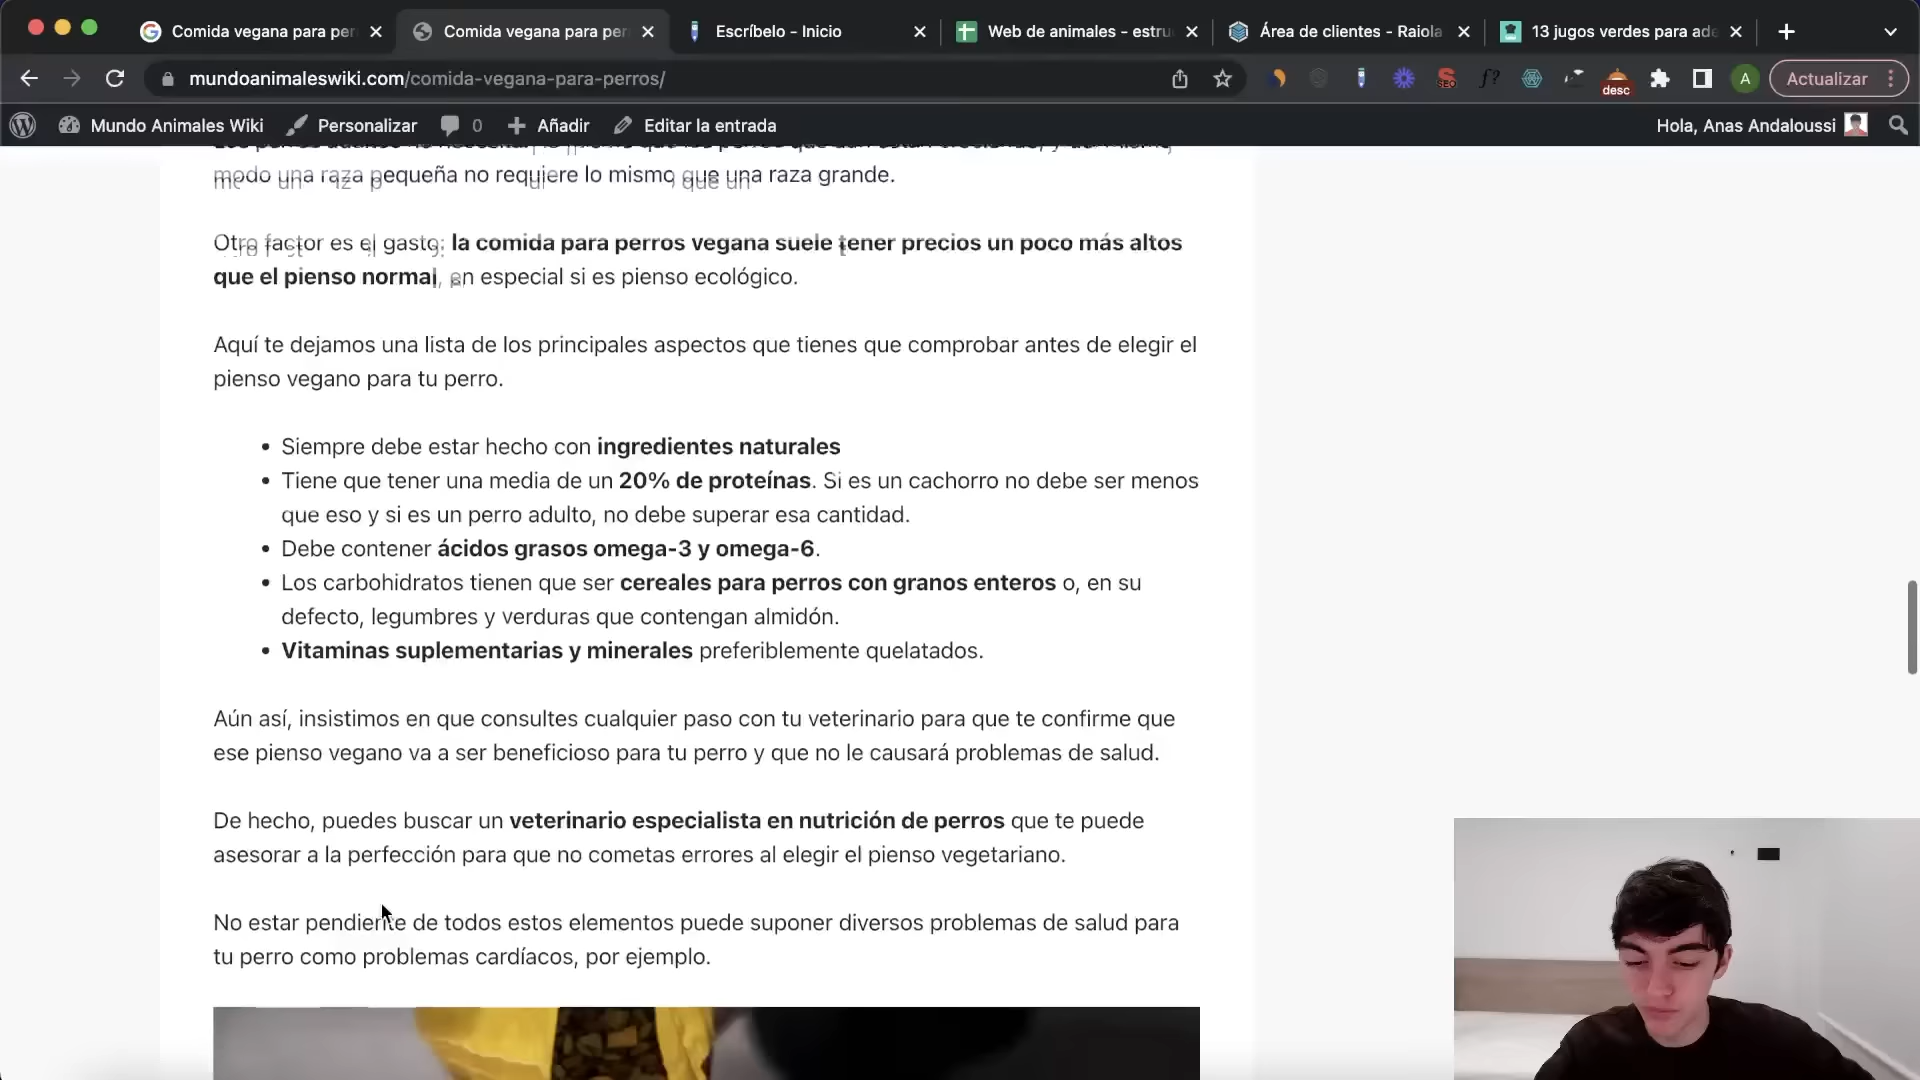 Comida vegana para per
Comida vegana para per
Escríbelo - Inicio
Web de animales - estru
Área de clientes - Raiola
13 jugos verdes para ade
mundoanimaleswiki.com/comida-vegana-para-perros/
SEO
f?
desc
A
Actualizar
Mundo Animales Wiki
Personalizar
0
Añadir
Editar la entrada
Hola, Anas Andaloussi
modo una raza pequeña no requiere lo mismo que una raza grande.
Otro factor es el gasto; la comida para perros vegana suele tener precios un poco más altos
que el pienso normal, en especial si es pienso ecológico.
Aquí te dejamos una lista de los principales aspectos que tienes que comprobar antes de elegir el
pienso vegano para tu perro.
• Siempre debe estar hecho con ingredientes naturales
• Tiene que tener una media de un 20% de proteínas. Si es un cachorro no debe ser menos
que eso y si es un perro adulto, no debe superar esa cantidad.
• Debe contener ácidos grasos omega-3 y omega-6.
• Los carbohidratos tienen que ser cereales para perros con granos enteros o, en su
defecto, legumbres y verduras que contengan almidón.
• Vitaminas suplementarias y minerales preferiblemente quelatados.
Aún así, insistimos en que consultes cualquier paso con tu veterinario para que te confirme que
ese pienso vegano va a ser beneficioso para tu perro y que no le causará problemas de salud.
De hecho, puedes buscar un veterinario especialista en nutrición de perros que te puede
asesorar a la perfección para que no cometas errores al elegir el pienso vegetariano.
No estar pendiente de todos estos elementos puede suponer diversos problemas de salud para
tu perro como problemas cardíacos, por ejemplo.